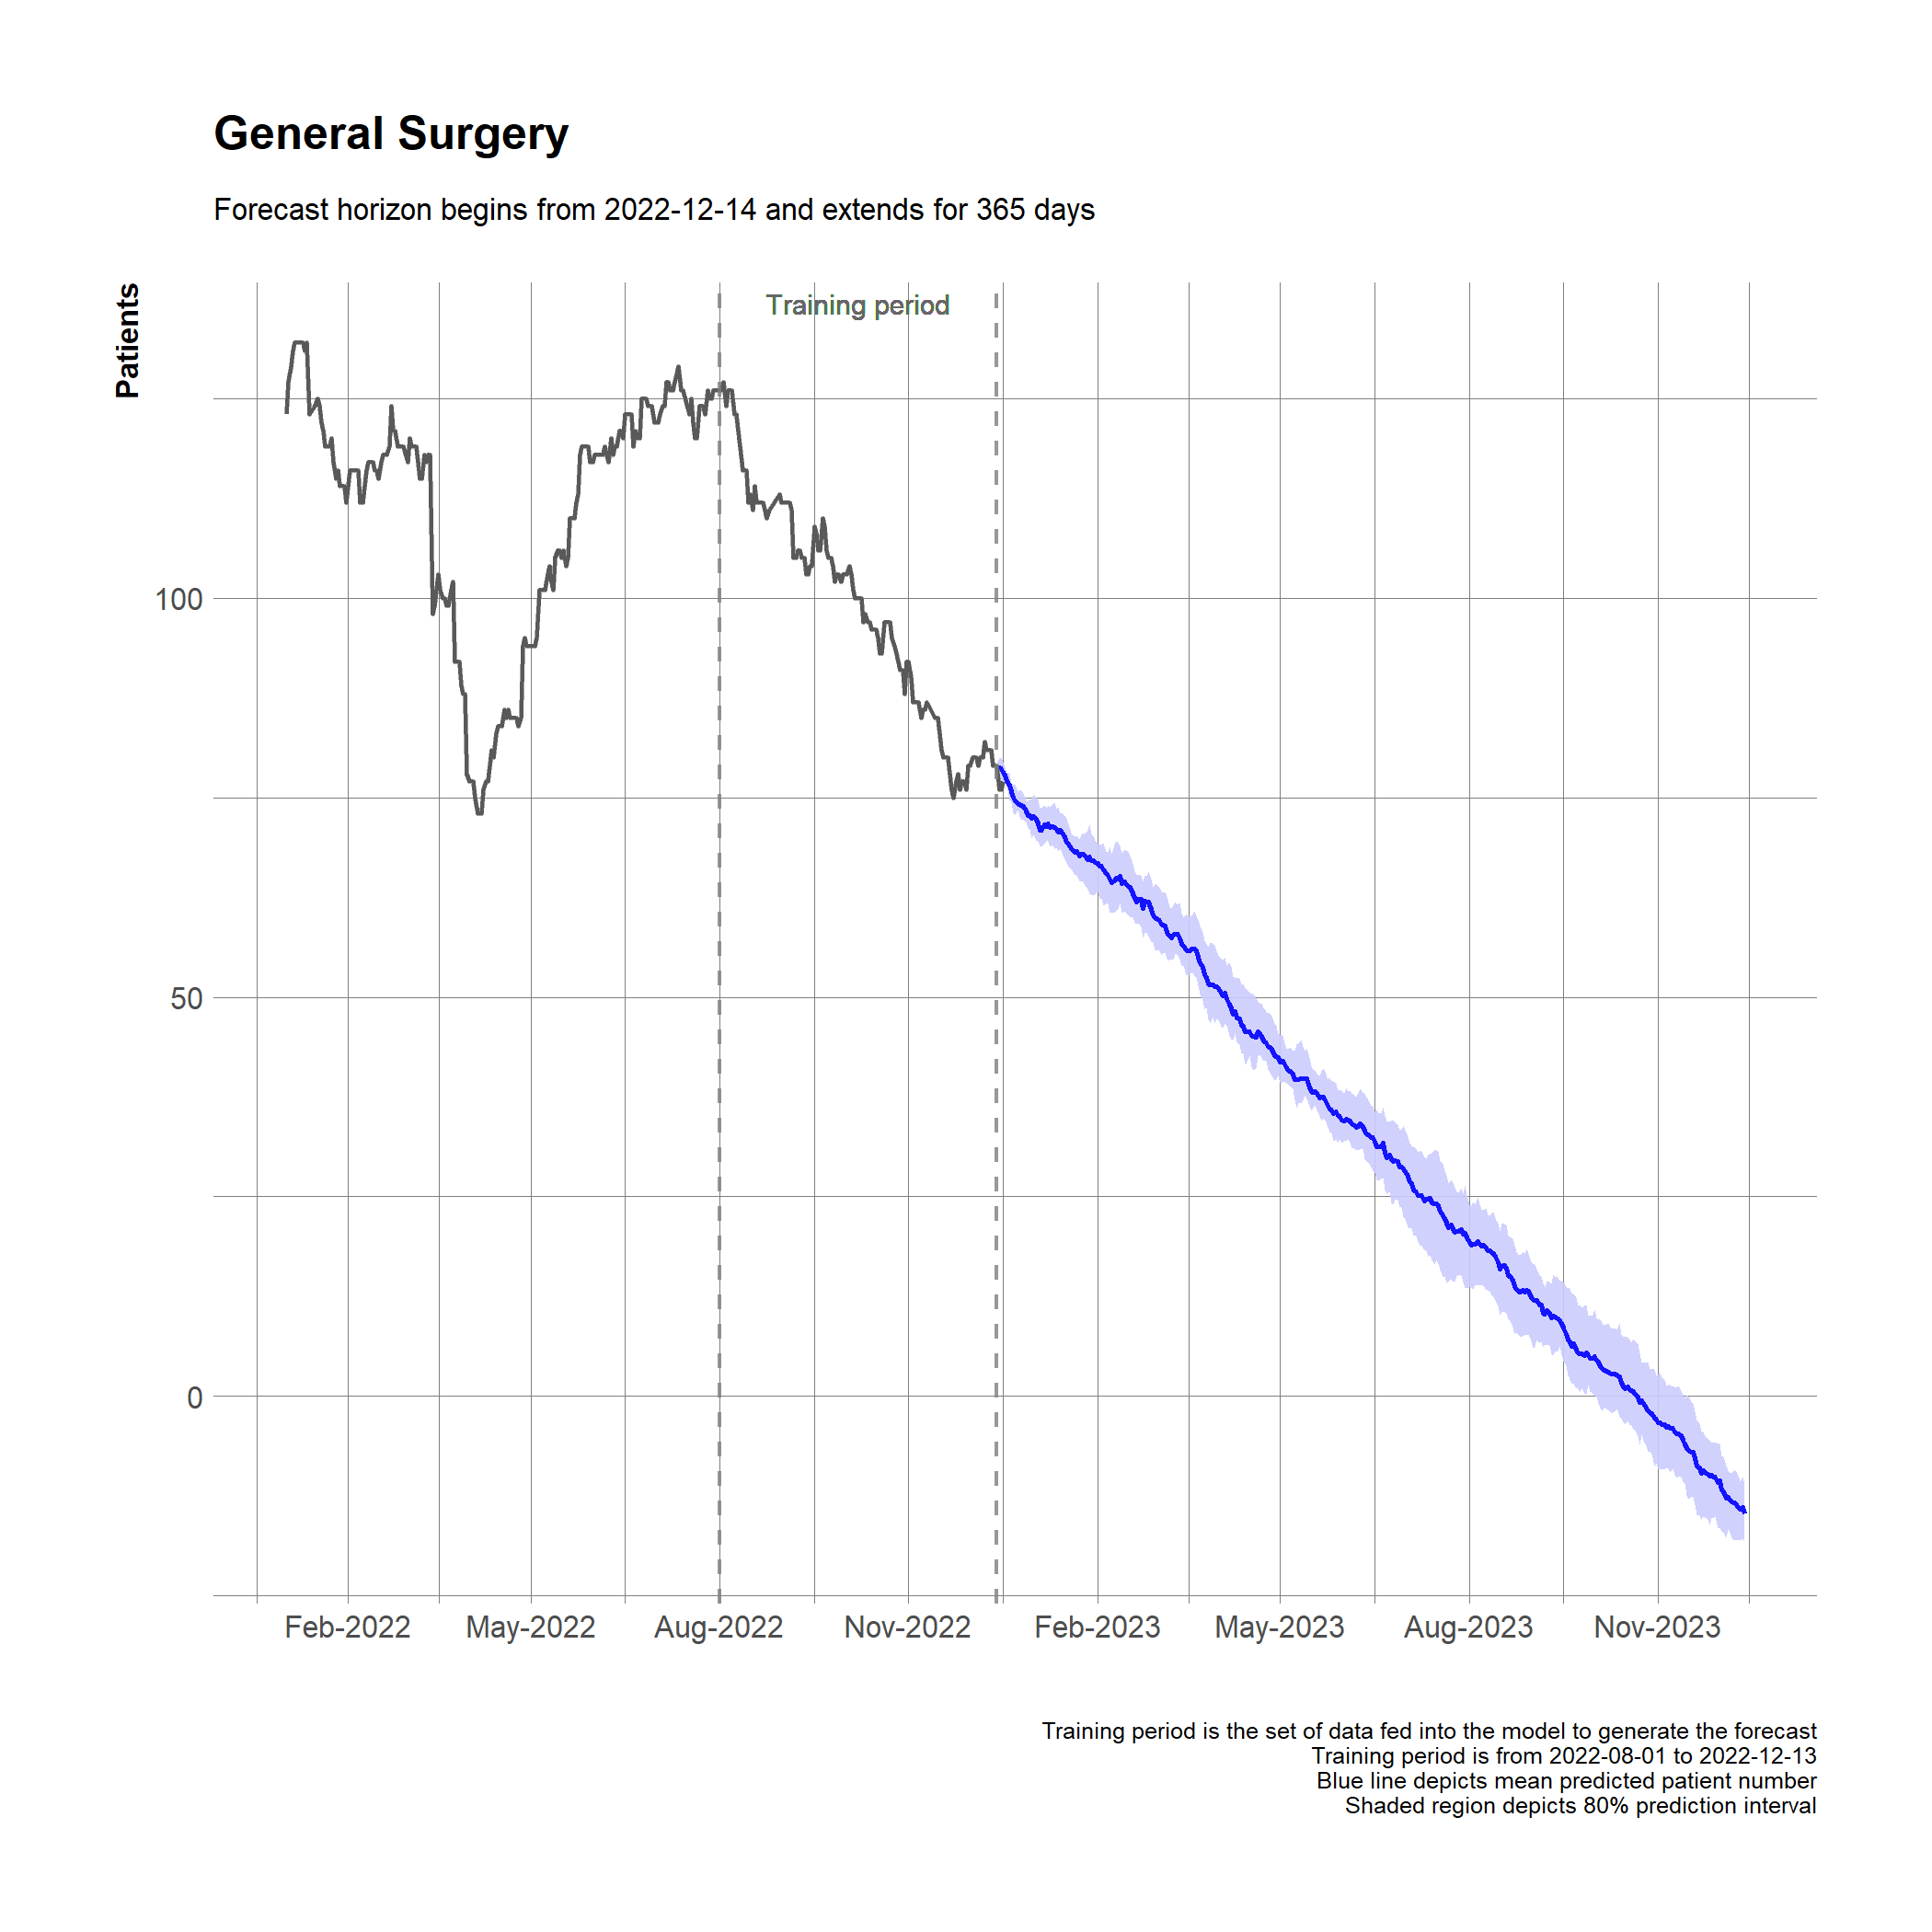 General Surgery
Forecast horizon begins from 2022-12-14 and extends for 365 days
Patients
Training period
100
50
0
Feb-2022
May-2022
Aug-2022
Nov-2022
Feb-2023
May-2023
Aug-2023
Nov-2023
Training period is the set of data fed into the model to generate the forecast
Training period is from 2022-08-01 to 2022-12-13
Blue line depicts mean predicted patient number
Shaded region depicts 80% prediction interval